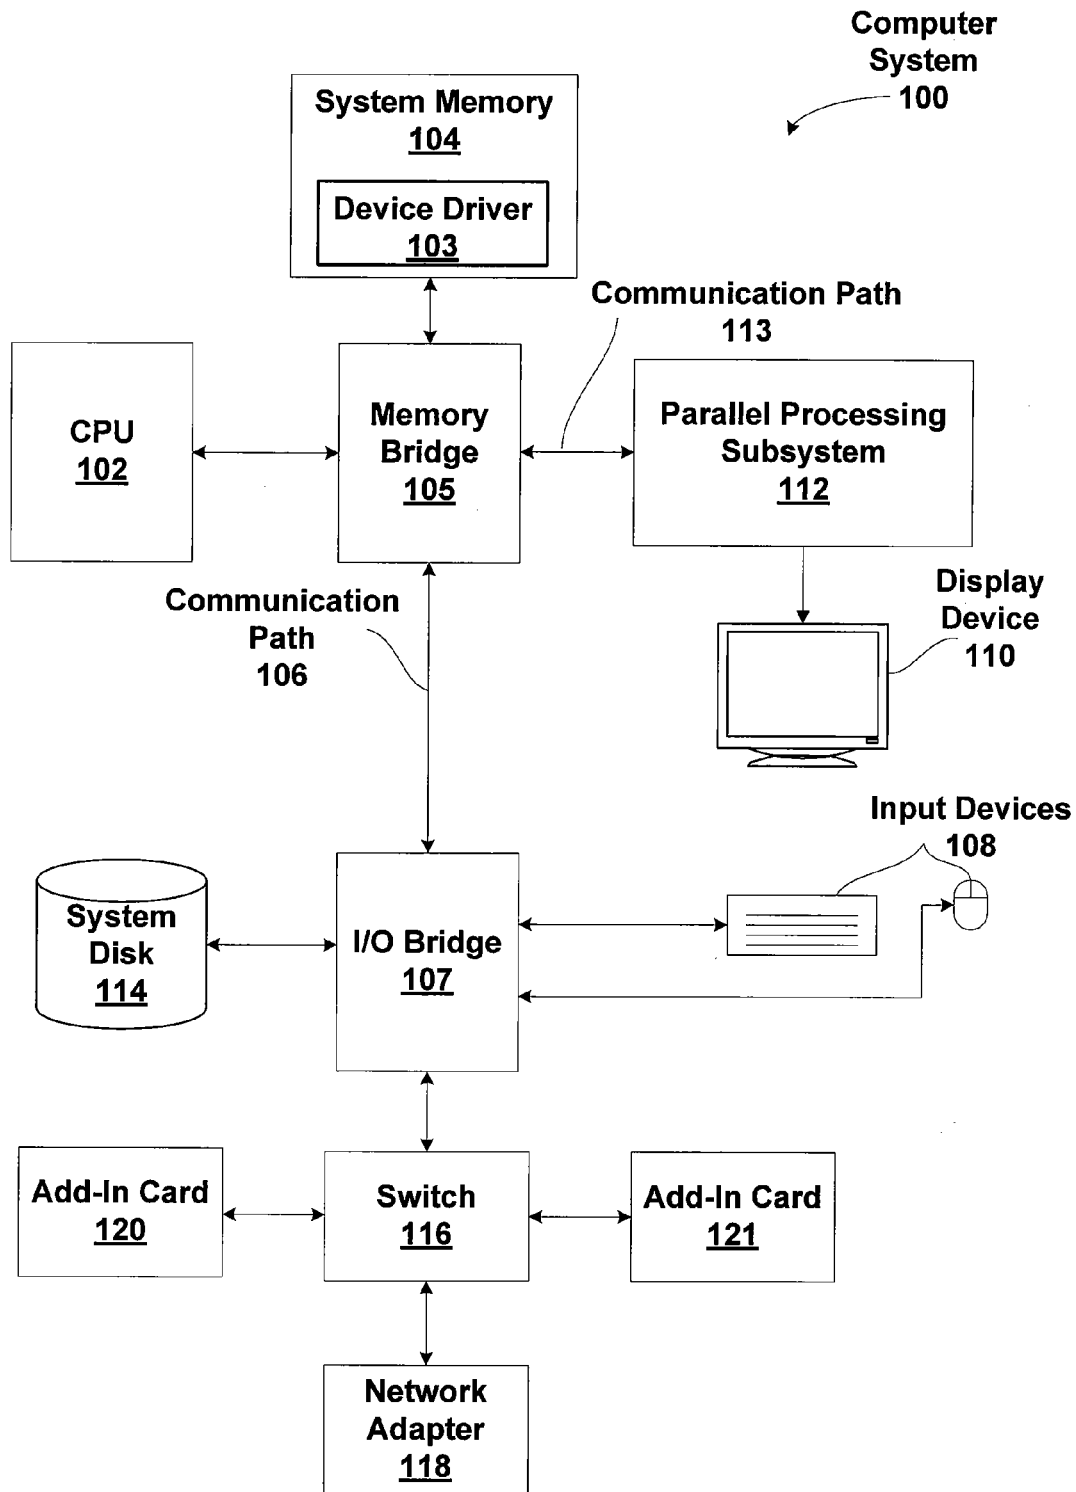 Computer
System
100
System Memory
104
Device Driver
103
Communication Path
113
CPU
102
Memory
Bridge
105
Parallel Processing
Subsystem
112
Communication
Path
106
Display
Device
110
Input Devices
108
System
Disk
114
I/O Bridge
107
Add-In Card
120
Switch
116
Add-In Card
121
Network
Adapter
118